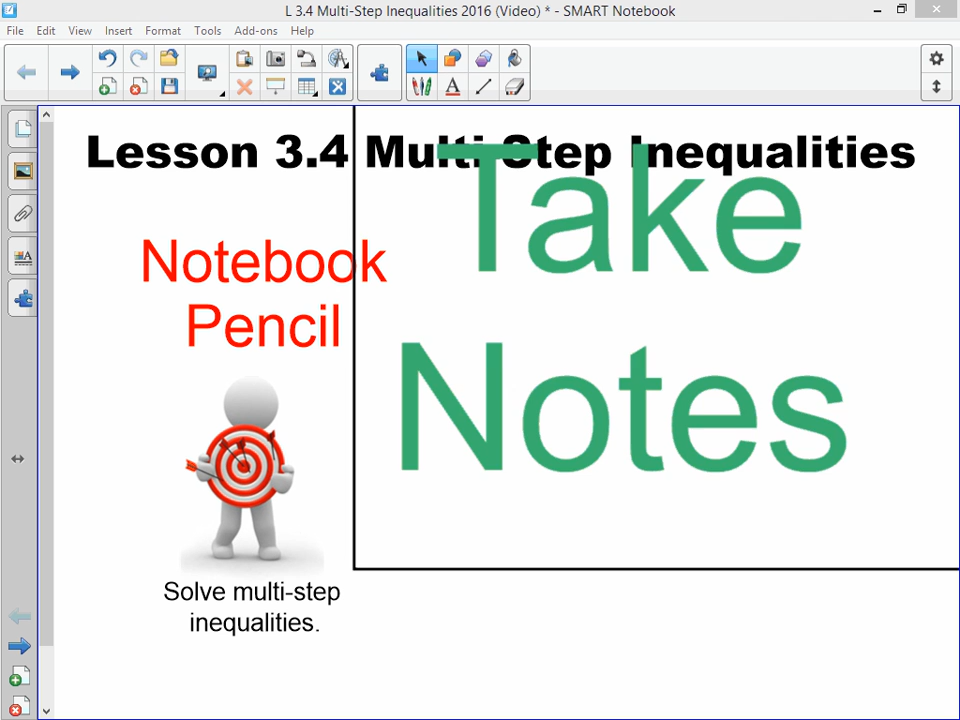 L 3.4 Multi-Step Inequalities 2016 (Video) * - SMART Notebook
File Edit View Insert Format Tools Add-ons Help
Lesson 3.4 Multi-Step Inequalities
Take
Notebook
Pencil
Notes
Solve multi-step
inequalities.